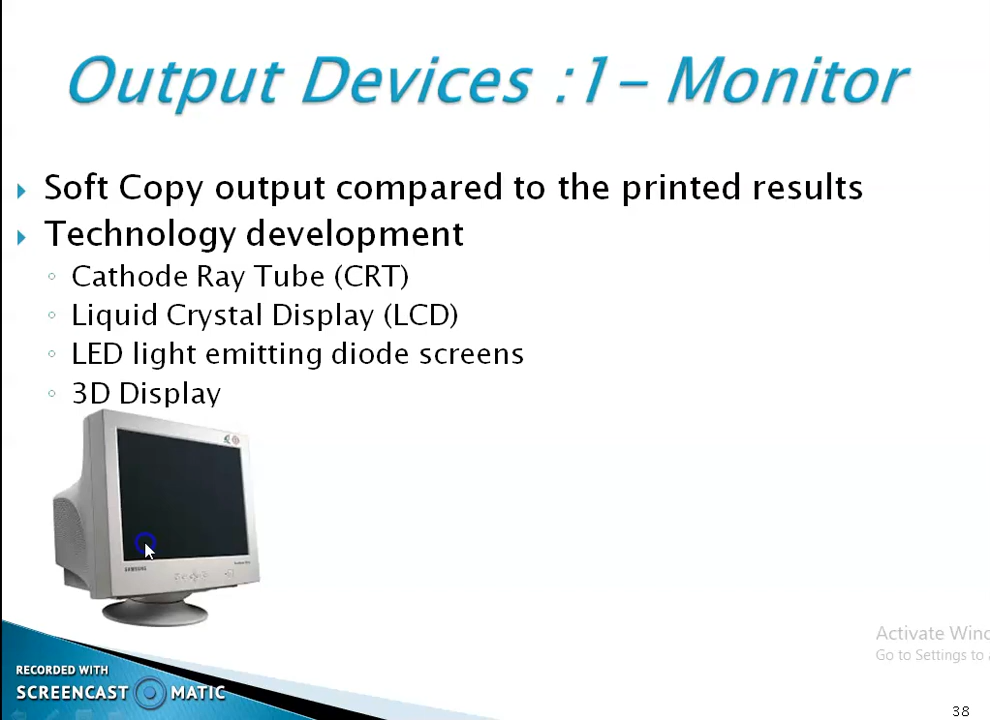 Output Devices :1- Monitor
Soft Copy output compared to the printed results
Technology development
Cathode Ray Tube (CRT)
Liquid Crystal Display (LCD)
LED light emitting diode screens
3D Display
SAMSUNG
Activate Wind
Go to Settings to
RECORDED WITH
SCREENCAST MATIC
38